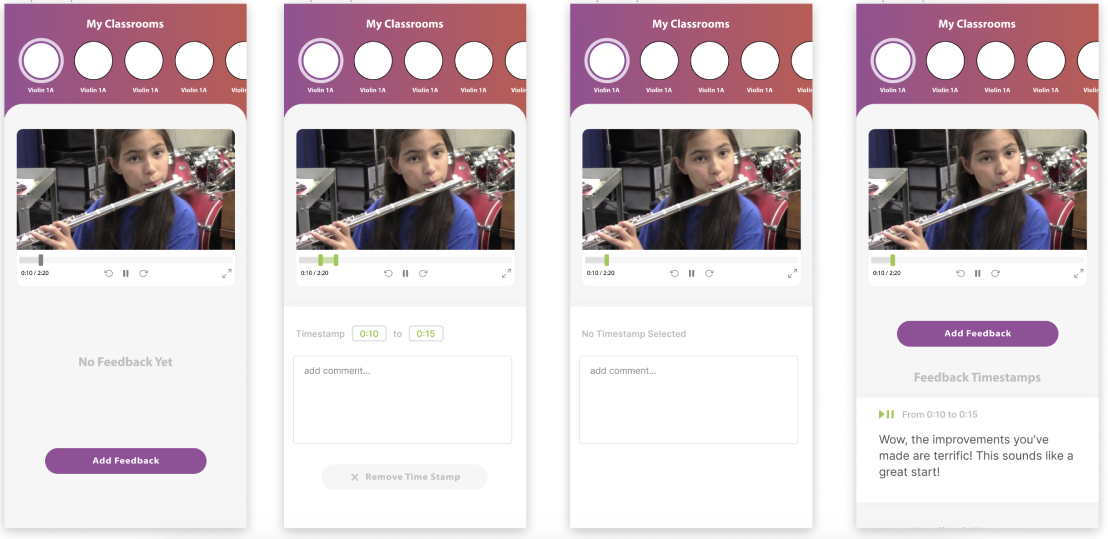 My Classrooms
Violin 1A Violin 1A Violin 1A Violin 1A
0:10 / 2:20
No Feedback Yet
Add Feedback
My Classrooms
Violin 1A Violin 1A Violin 1A Violin 1A
0:10 / 2:20
Timestamp 0:10 to 0:15
add comment...
Remove Time Stamp
My Classrooms
Violin 1A Violin 1A Violin 1A Violin 1A
0:10 / 2:20
No Timestamp Selected
add comment...
My Classrooms
Violin 1A Violin 1A Violin 1A Violin 1A
0:10 / 2:20
Add Feedback
Feedback Timestamps
From 0:10 to 0:15
Wow, the improvements you've
made are terrific! This sounds like a
great start!